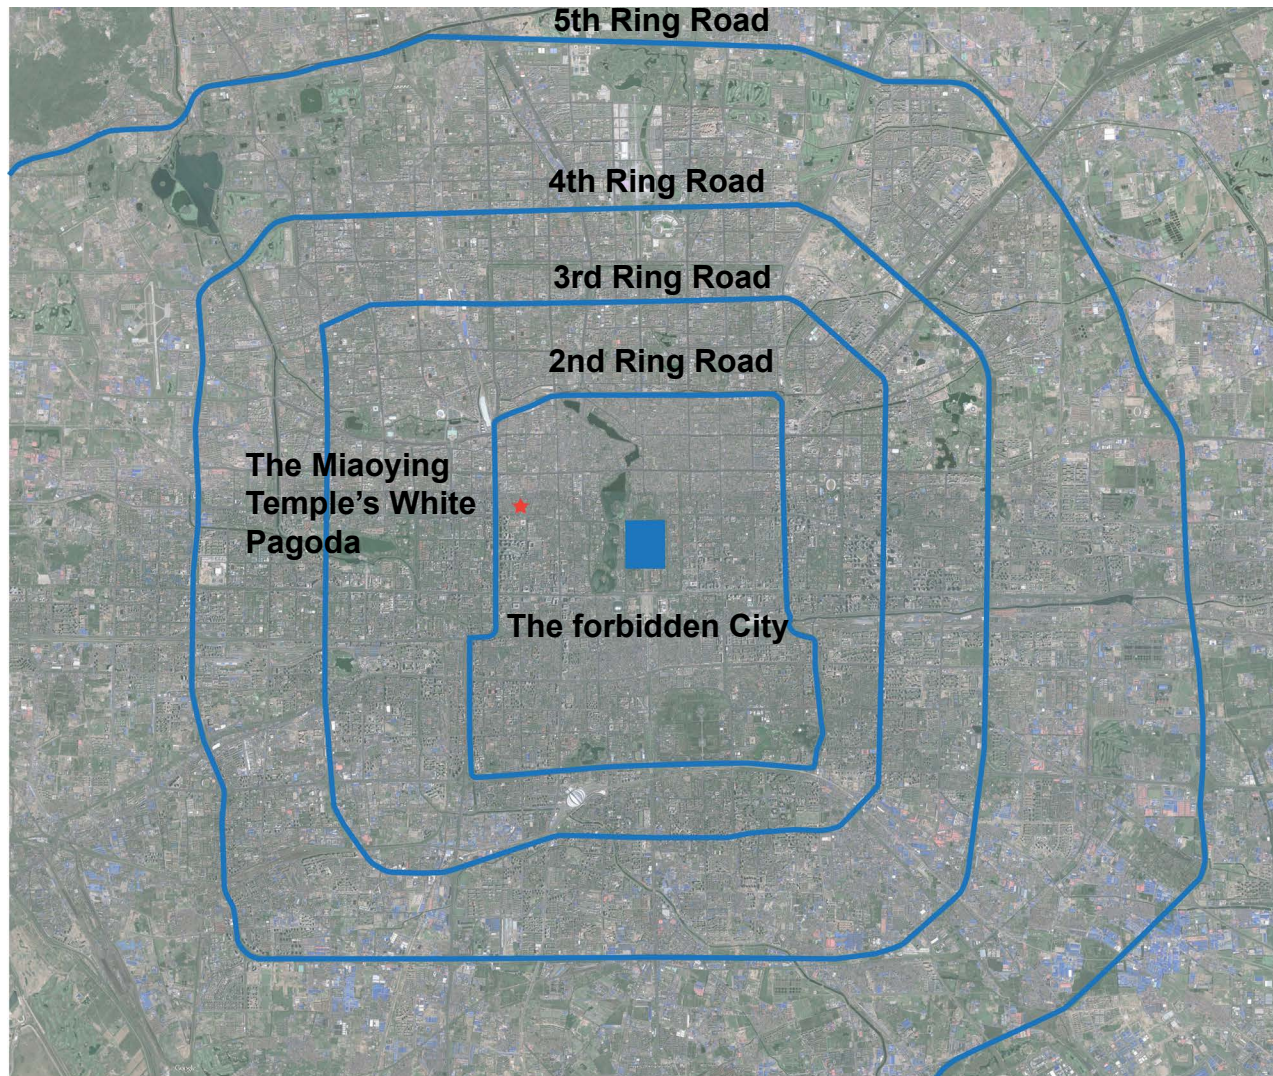 5th Ring Road
4th Ring Road
3rd Ring Road
2nd Ring Road
The Miaoying
Temple’s White
Pagoda
The forbidden City
Google